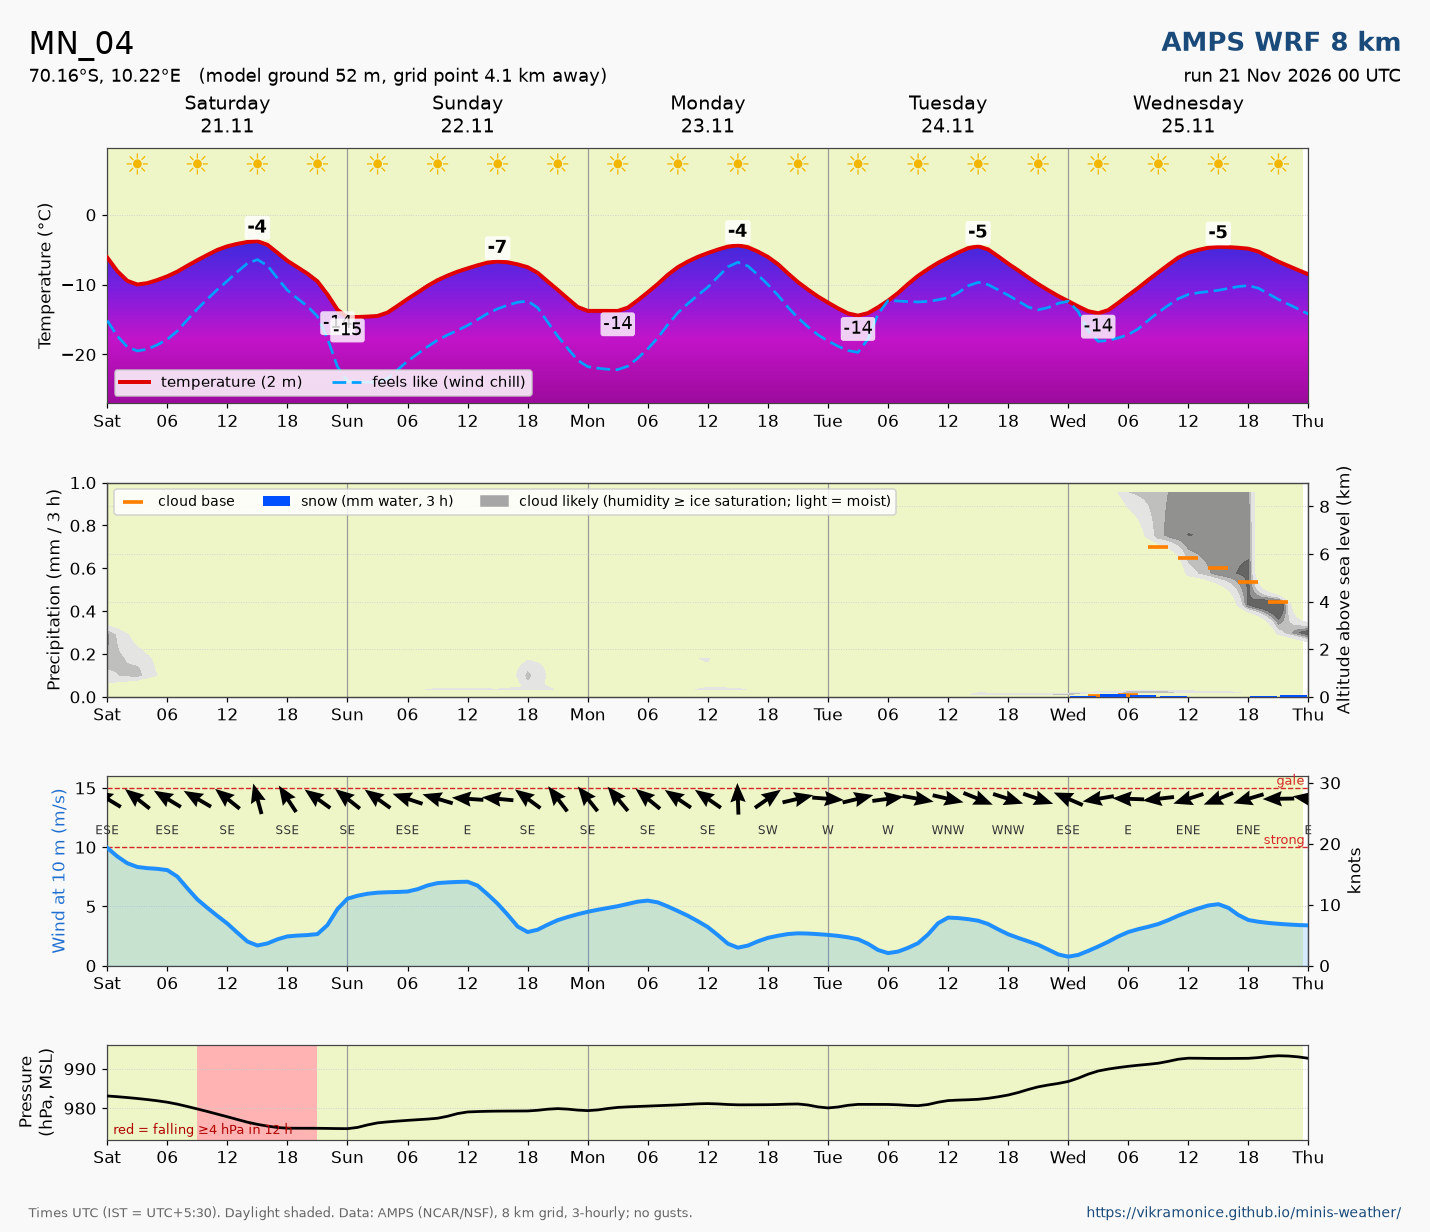 MN_04
AMPS WRF 8 km
70.16°S, 10.22°E (model ground 52 m, grid point 4.1 km away)
run 21 Nov 2026 00 UTC
Saturday Sunday Monday Tuesday Wednesday
21.11 22.11 23.11 24.11 25.11
Temperature (°C)
0
−10
−20
-4 -7 -4 -5 -5
-14 -15 -14 -14 -14
temperature (2 m) feels like (wind chill)
Sat 06 12 18 Sun 06 12 18 Mon 06 12 18 Tue 06 12 18 Wed 06 12 18 Thu
Precipitation (mm / 3 h)
1.0
0.8
0.6
0.4
0.2
0.0
cloud base snow (mm water, 3 h) cloud likely (humidity ≥ ice saturation; light = moist)
8
6
4
2
0
Altitude above sea level (km)
Sat 06 12 18 Sun 06 12 18 Mon 06 12 18 Tue 06 12 18 Wed 06 12 18 Thu
Wind at 10 m (m/s)
15
10
5
0
gale
ESE ESE SE SSE SE ESE E SE SE SE SE SW W W WNW WNW ESE E ENE ENE E
strong
30
20
10
0
knots
Sat 06 12 18 Sun 06 12 18 Mon 06 12 18 Tue 06 12 18 Wed 06 12 18 Thu
Pressure
(hPa, MSL)
990
980
red = falling ≥4 hPa in 12 h
Sat 06 12 18 Sun 06 12 18 Mon 06 12 18 Tue 06 12 18 Wed 06 12 18 Thu
Times UTC (IST = UTC+5:30). Daylight shaded. Data: AMPS (NCAR/NSF), 8 km grid, 3-hourly; no gusts.
https://vikramonice.github.io/minis-weather/